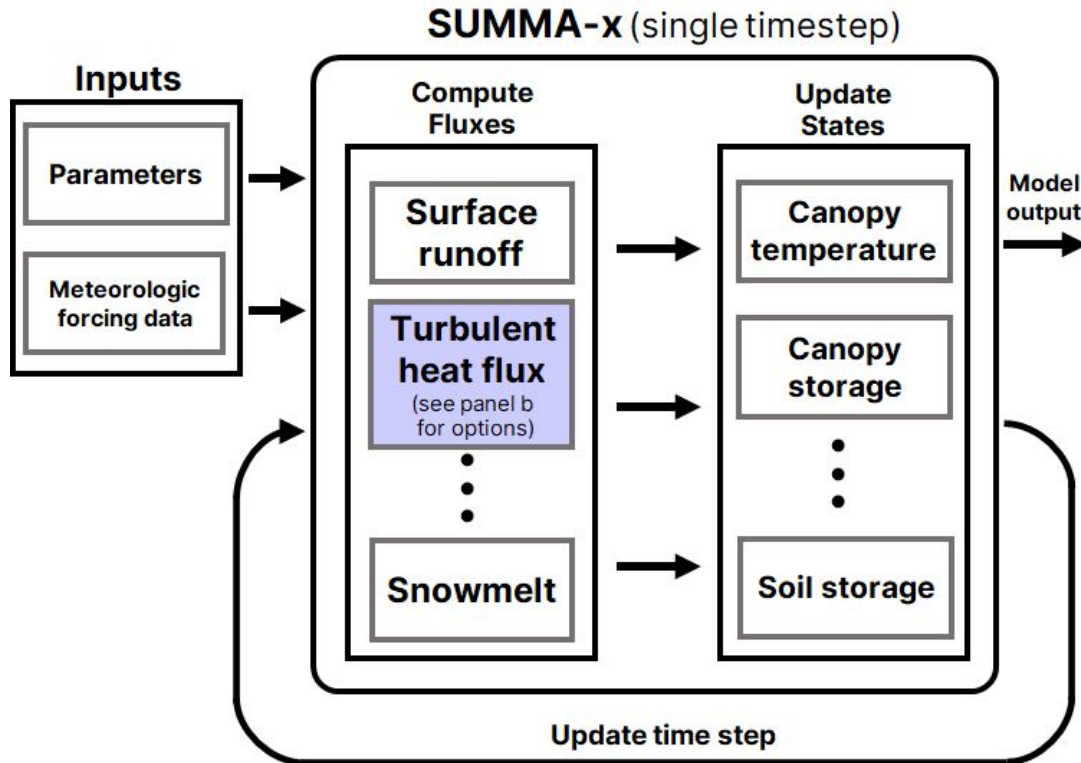 SUMMA-x (single timestep)
Inputs
Parameters
Meteorologic
forcing data
Compute
Fluxes
Surface
runoff
Turbulent
heat flux
(see panel b
for options)
Snowmelt
Update
States
Canopy
temperature
Canopy
storage
Soil storage
Model
output
Update time step